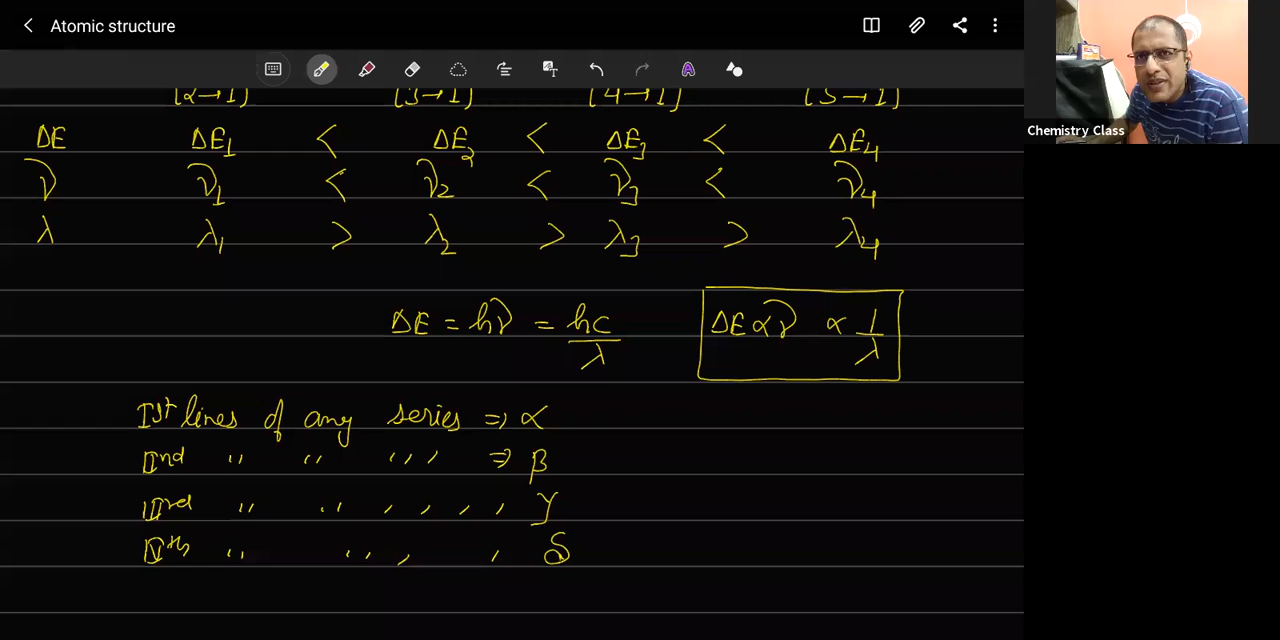 Atomic structure
(2→1) (3→1) (4→1) (5→1)
ΔE ΔE₁ < ΔE₂ < ΔE₃ < ΔE₄
ν ν₁ < ν₂ < ν₃ < ν₄
λ λ₁ > λ₂ > λ₃ > λ₄
ΔE = hν = hc/λ ΔE ∝ ν ∝ 1/λ
Ist lines of any series ⇒ α
IInd " " " , ⇒ β
IIIrd " " , , , , γ
IVth " " , , δ
Chemistry Class